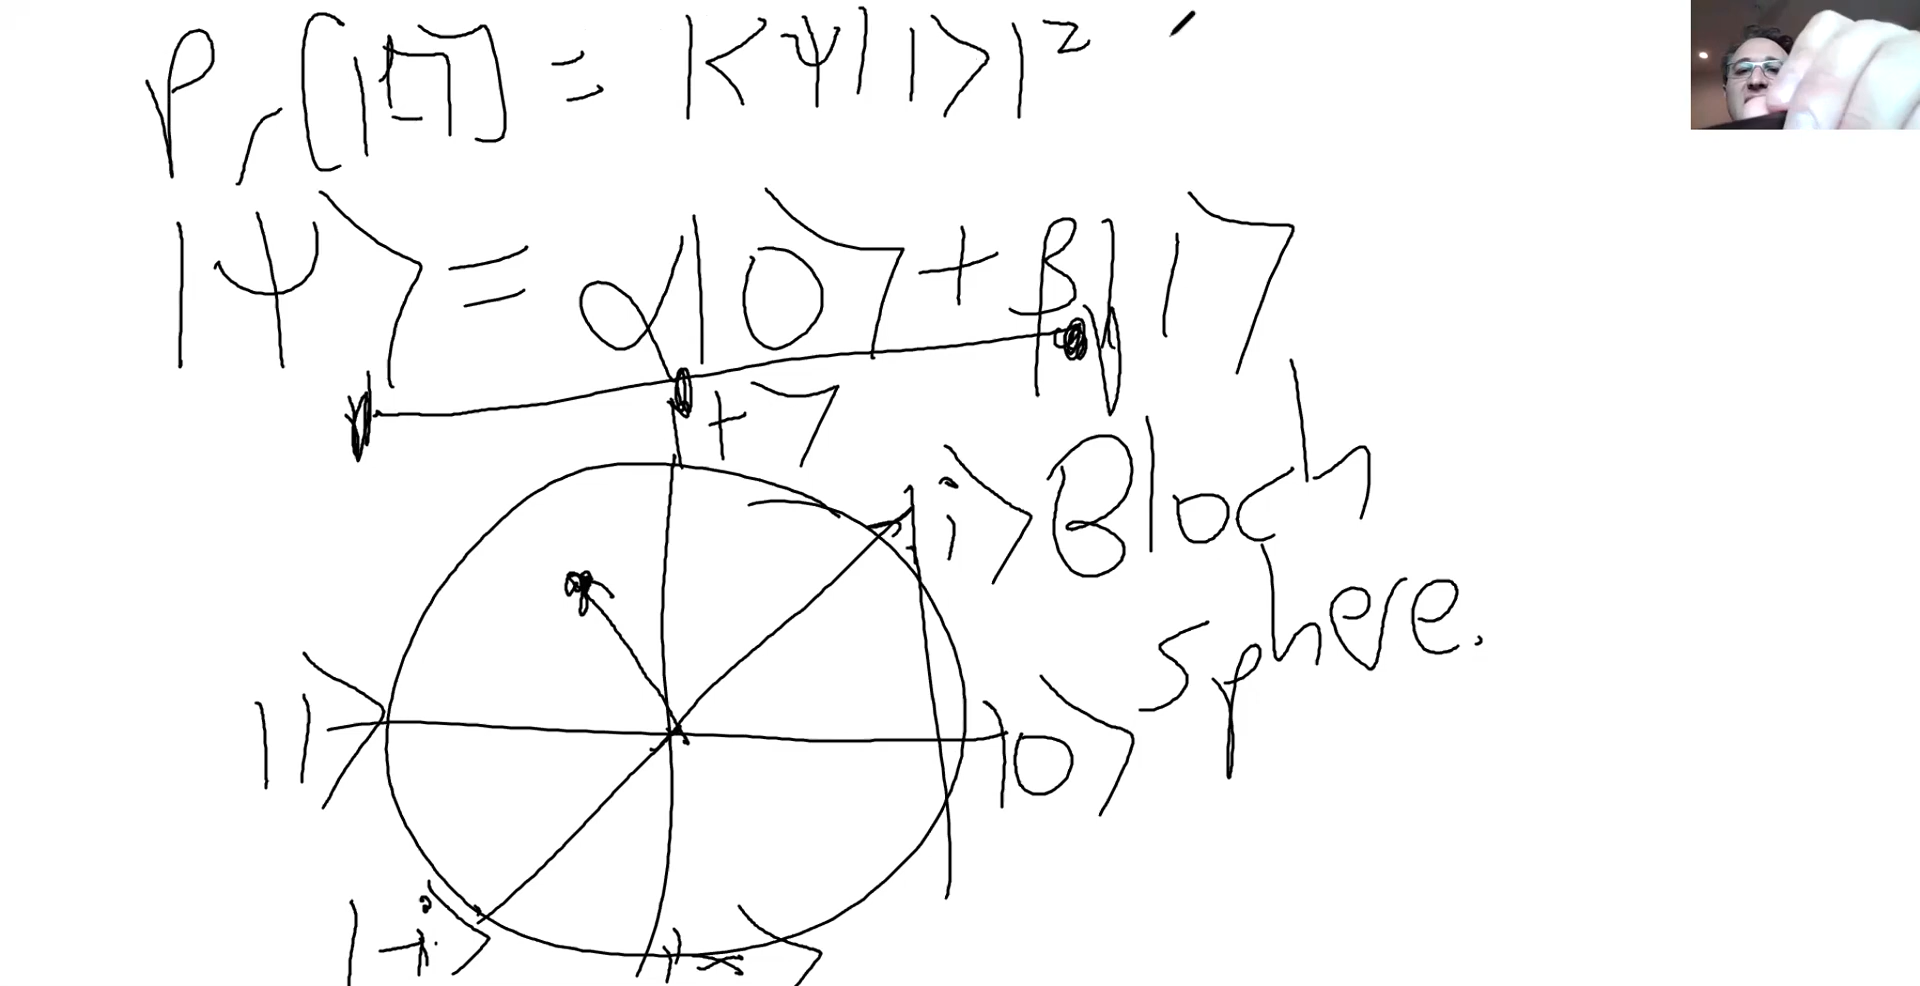 Pr[|1⟩] = |<ψ|1>|²
|ψ⟩ = α|0⟩ + β|1⟩
|+⟩
|i⟩ Bloch
sphere.
|1⟩
|0⟩
|-i⟩
|-⟩